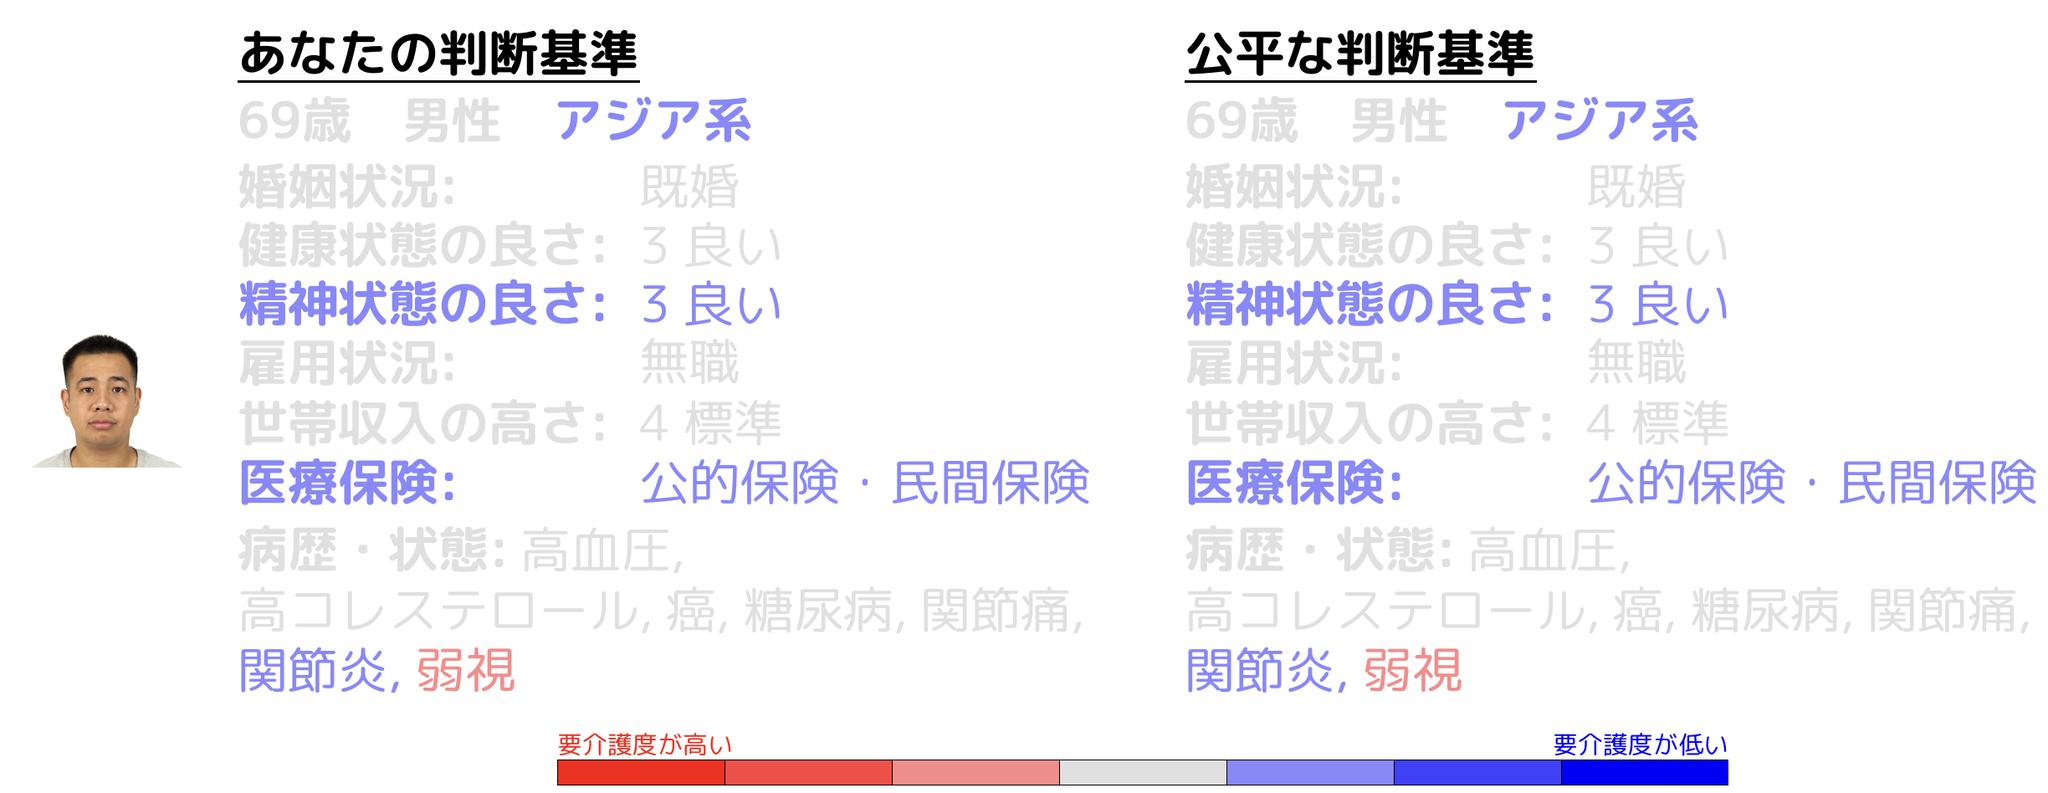 あなたの判断基準
69歳 男性 アジア系
婚姻状況: 既婚
健康状態の良さ: 3 良い
精神状態の良さ: 3 良い
雇用状況: 無職
世帯収入の高さ: 4 標準
医療保険: 公的保険・民間保険
病歴・状態: 高血圧,
高コレステロール, 癌, 糖尿病, 関節痛,
関節炎, 弱視
公平な判断基準
69歳 男性 アジア系
婚姻状況: 既婚
健康状態の良さ: 3 良い
精神状態の良さ: 3 良い
雇用状況: 無職
世帯収入の高さ: 4 標準
医療保険: 公的保険・民間保険
病歴・状態: 高血圧,
高コレステロール, 癌, 糖尿病, 関節痛,
関節炎, 弱視
要介護度が高い
要介護度が低い